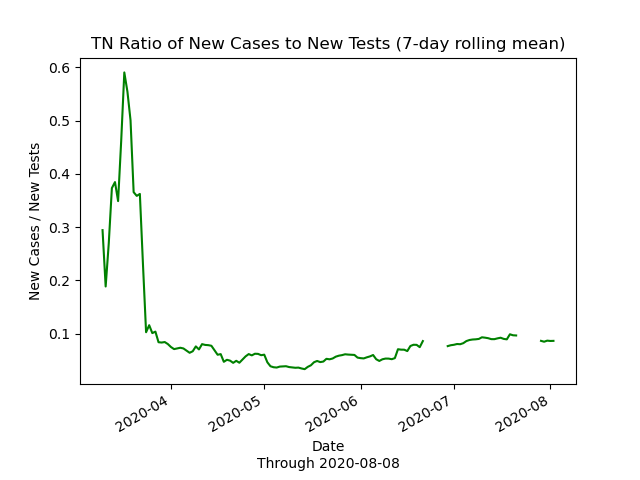 TN Ratio of New Cases to New Tests (7-day rolling mean)
New Cases / New Tests
0.6
0.5
0.4
0.3
0.2
0.1
2020-04
2020-05
2020-06
2020-07
2020-08
Date
Through 2020-08-08